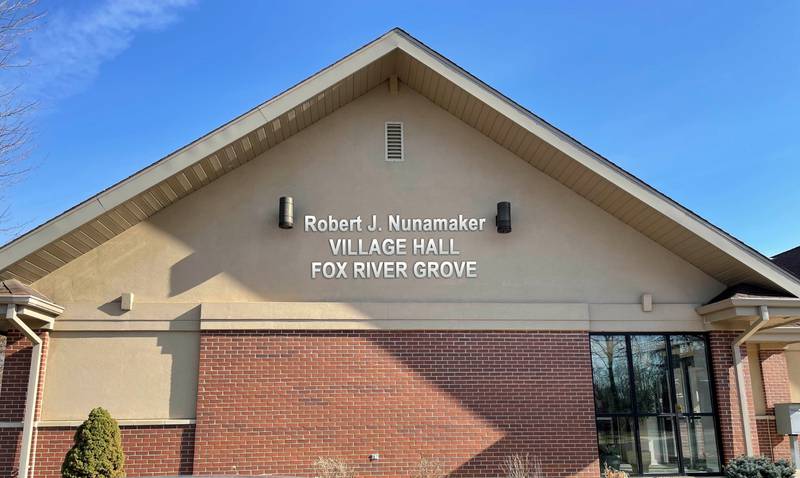 Robert J. Nunamaker
VILLAGE HALL
FOX RIVER GROVE